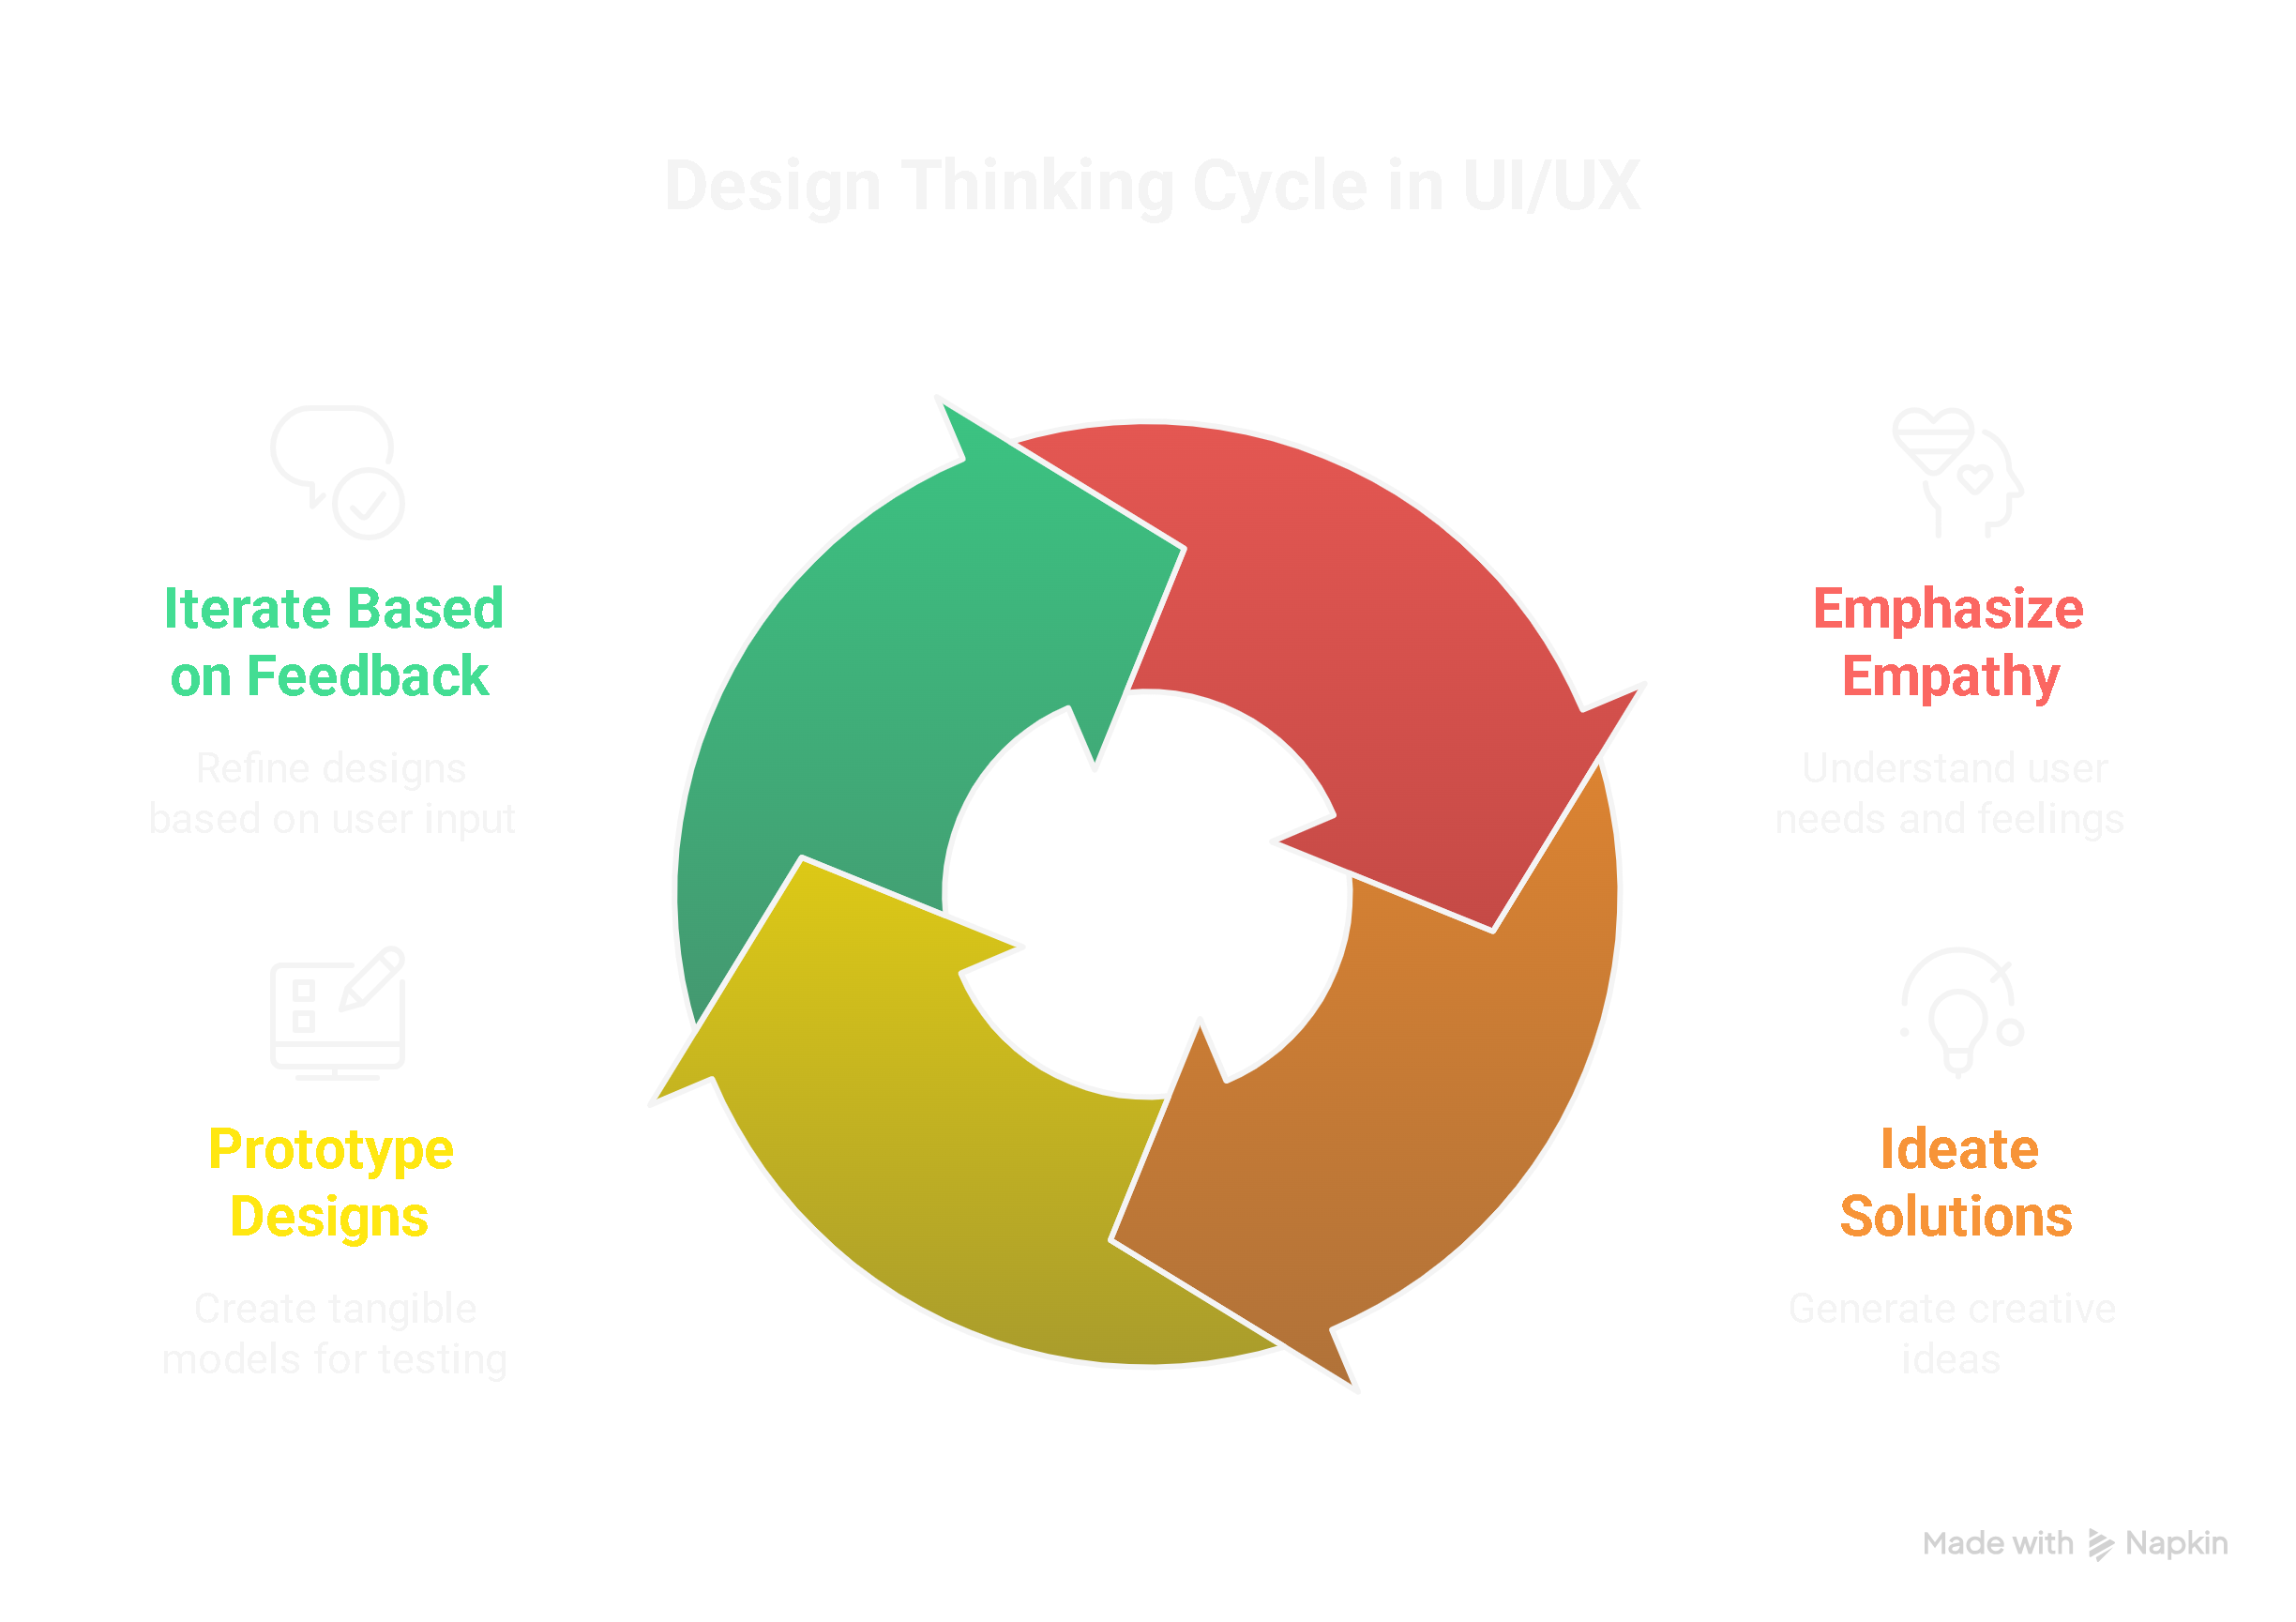 Design Thinking Cycle in UI/UX
Iterate Based
on Feedback
Refine designs
based on user input
Emphasize
Empathy
Understand user
needs and feelings
Prototype
Designs
Create tangible
models for testing
Ideate
Solutions
Generate creative
ideas
Made with Napkin